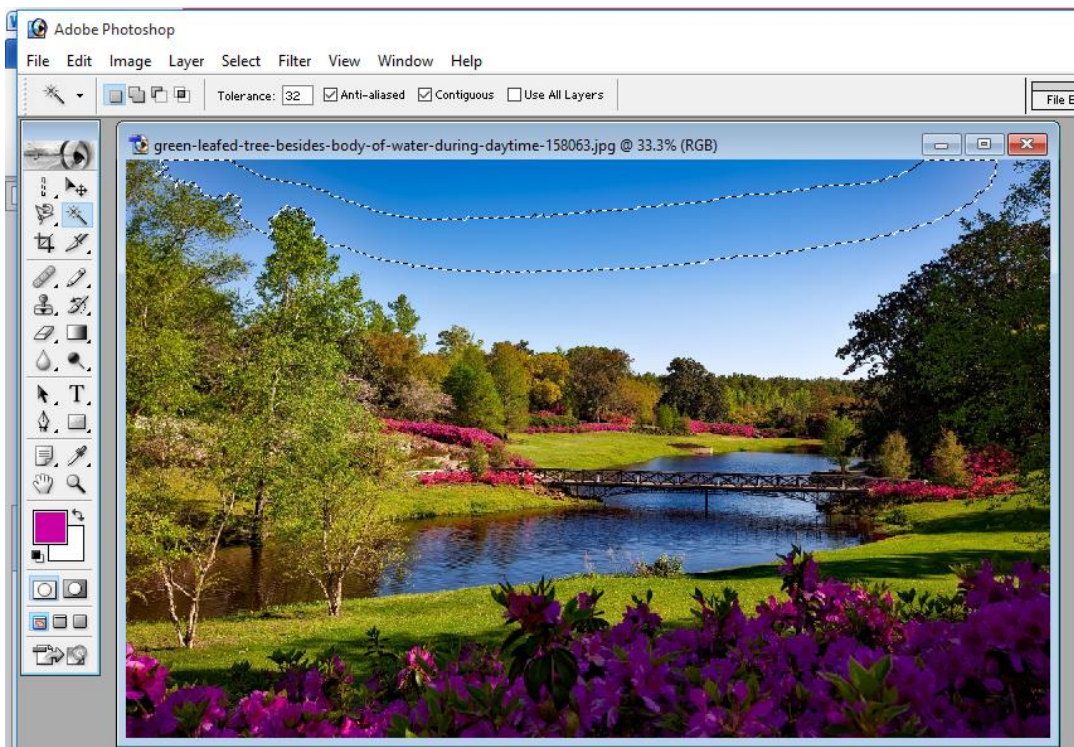 Adobe Photoshop
File Edit Image Layer Select Filter View Window Help
Tolerance: 32 Anti-aliased Contiguous Use All Layers
green-leafed-tree-besides-body-of-water-during-daytime-158063.jpg @ 33.3% (RGB)
T